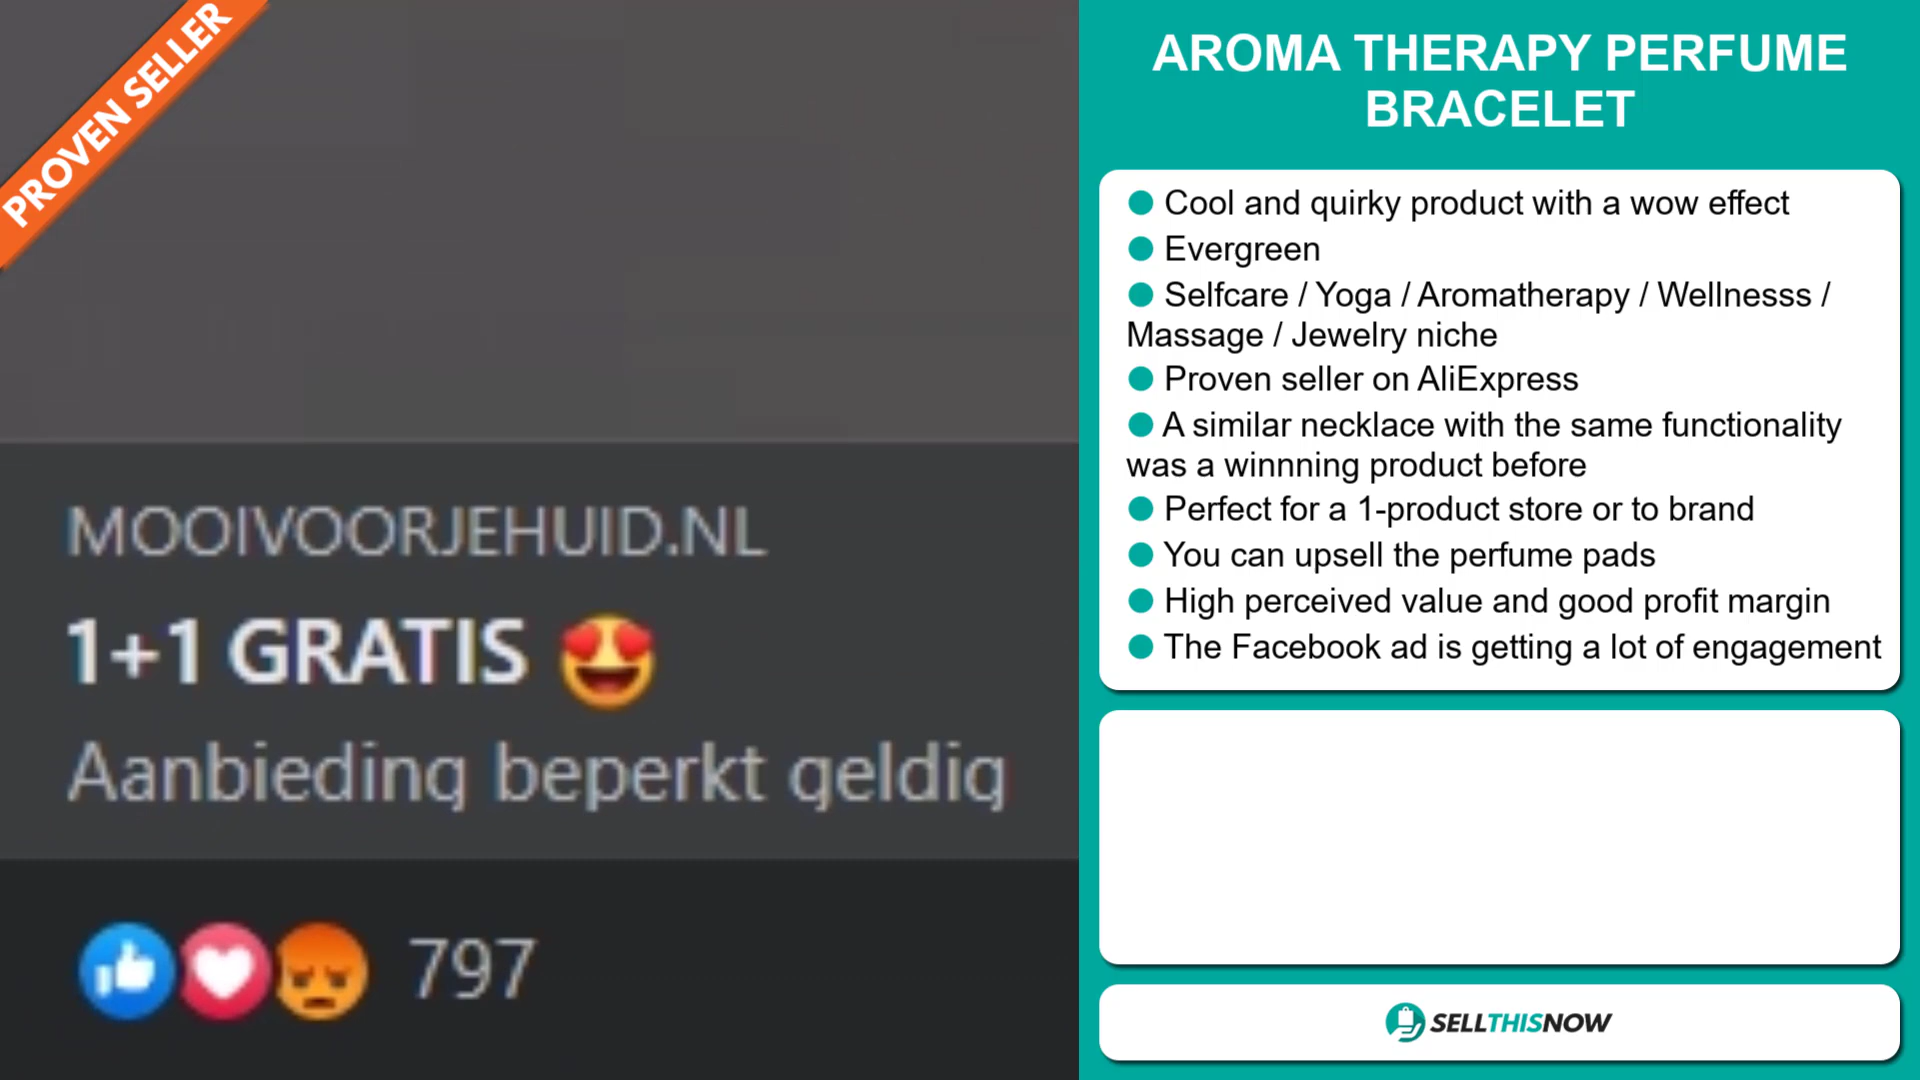 PROVEN SELLER
MOOIVOORJEHUID.NL
1+1 GRATIS 😍
Aanbieding beperkt geldig
797
AROMA THERAPY PERFUME
BRACELET
● Cool and quirky product with a wow effect
● Evergreen
● Selfcare / Yoga / Aromatherapy / Wellnesss /
Massage / Jewelry niche
● Proven seller on AliExpress
● A similar necklace with the same functionality
was a winnning product before
● Perfect for a 1-product store or to brand
● You can upsell the perfume pads
● High perceived value and good profit margin
● The Facebook ad is getting a lot of engagement
SELLTHISNOW